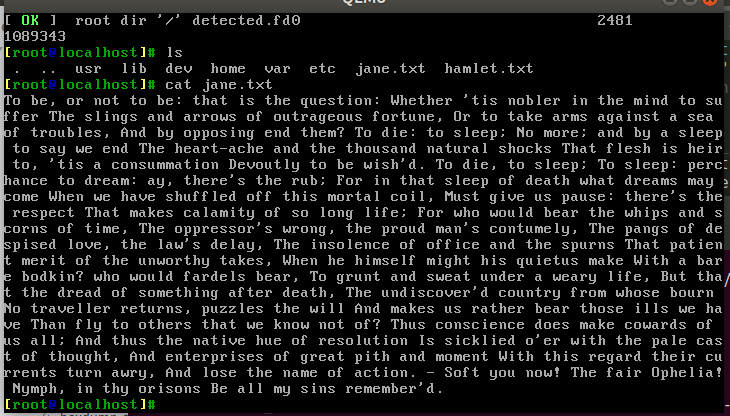 QEMU
[ OK ] root dir '/' detected.fd0 2481
1089343
[root@localhost]# ls
. .. usr lib dev home var etc jane.txt hamlet.txt
[root@localhost]# cat jane.txt
To be, or not to be: that is the question: Whether 'tis nobler in the mind to su
ffer The slings and arrows of outrageous fortune, Or to take arms against a sea
of troubles, And by opposing end them? To die: to sleep; No more; and by a sleep
to say we end The heart-ache and the thousand natural shocks That flesh is heir
to, 'tis a consummation Devoutly to be wish'd. To die, to sleep; To sleep: perc
hance to dream: ay, there's the rub; For in that sleep of death what dreams may
come When we have shuffled off this mortal coil, Must give us pause: there's the
respect That makes calamity of so long life; For who would bear the whips and s
corns of time, The oppressor's wrong, the proud man's contumely, The pangs of de
spised love, the law's delay, The insolence of office and the spurns That patien
t merit of the unworthy takes, When he himself might his quietus make With a bar
e bodkin? who would fardels bear, To grunt and sweat under a weary life, But tha
t the dread of something after death, The undiscover'd country from whose bourn
No traveller returns, puzzles the will And makes us rather bear those ills we ha
ve Than fly to others that we know not of? Thus conscience does make cowards of
us all; And thus the native hue of resolution Is sicklied o'er with the pale cas
t of thought, And enterprises of great pith and moment With this regard their cu
rrents turn awry, And lose the name of action. - Soft you now! The fair Ophelia!
Nymph, in thy orisons Be all my sins remember'd.
[root@localhost]#